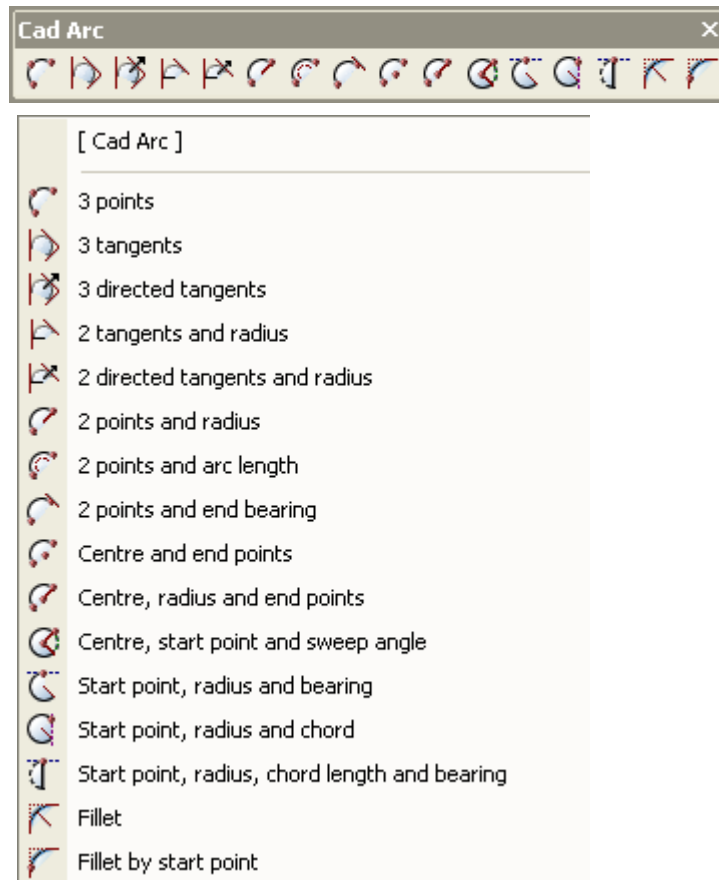 Cad Arc
[ Cad Arc ]
3 points
3 tangents
3 directed tangents
2 tangents and radius
2 directed tangents and radius
2 points and radius
2 points and arc length
2 points and end bearing
Centre and end points
Centre, radius and end points
Centre, start point and sweep angle
Start point, radius and bearing
Start point, radius and chord
Start point, radius, chord length and bearing
Fillet
Fillet by start point